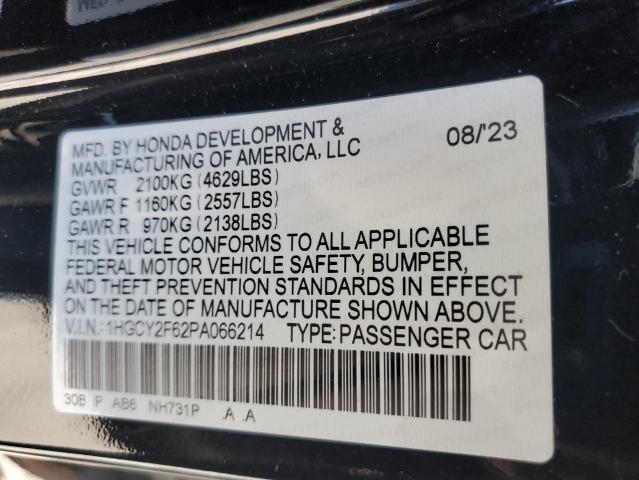 MFD. BY HONDA DEVELOPMENT & 08/'23
MANUFACTURING OF AMERICA, LLC
GVWR 2100KG (4629LBS)
GAWR F 1160KG (2557LBS)
GAWR R 970KG (2138LBS)
THIS VEHICLE CONFORMS TO ALL APPLICABLE
FEDERAL MOTOR VEHICLE SAFETY, BUMPER,
AND THEFT PREVENTION STANDARDS IN EFFECT
ON THE DATE OF MANUFACTURE SHOWN ABOVE.
V.I.N.: 1HGCY2F62PA066214 TYPE: PASSENGER CAR
30B P AB6 NH731P .A .A